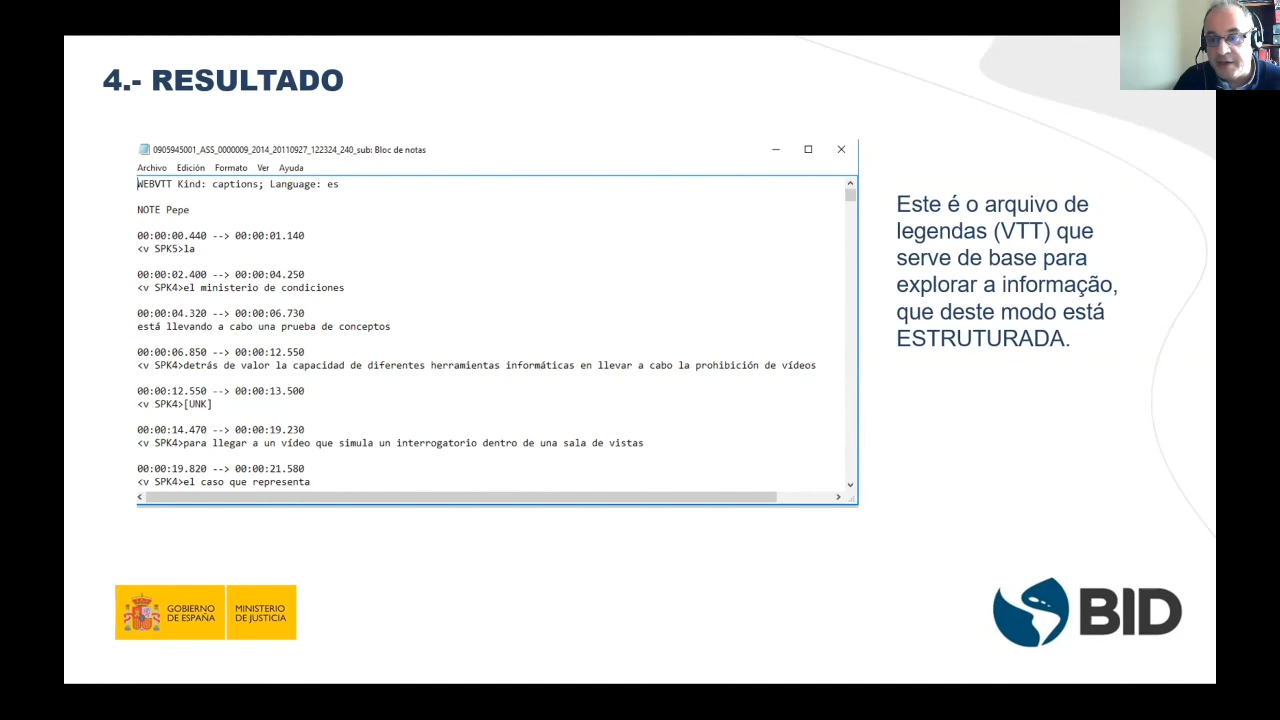 4.- RESULTADO
0905945001_ASS_0000009_2014_20110927_122324_240_sub: Bloc de notas
Archivo Edición Formato Ver Ayuda
WEBVTT Kind: captions; Language: es
NOTE Pepe
00:00:00.440 --> 00:00:01.140
<v SPK5>la
00:00:02.400 --> 00:00:04.250
<v SPK4>el ministerio de condiciones
00:00:04.320 --> 00:00:06.730
está llevando a cabo una prueba de conceptos
00:00:06.850 --> 00:00:12.550
<v SPK4>detrás de valor la capacidad de diferentes herramientas informáticas en llevar a cabo la prohibición de vídeos
00:00:12.550 --> 00:00:13.500
<v SPK4>[UNK]
00:00:14.470 --> 00:00:19.230
<v SPK4>para llegar a un vídeo que simula un interrogatorio dentro de una sala de vistas
00:00:19.820 --> 00:00:21.580
<v SPK4>el caso que representa
Este é o arquivo de
legendas (VTT) que
serve de base para
explorar a informação,
que deste modo está
ESTRUTURADA.
GOBIERNO
DE ESPAÑA
MINISTERIO
DE JUSTICIA
BID